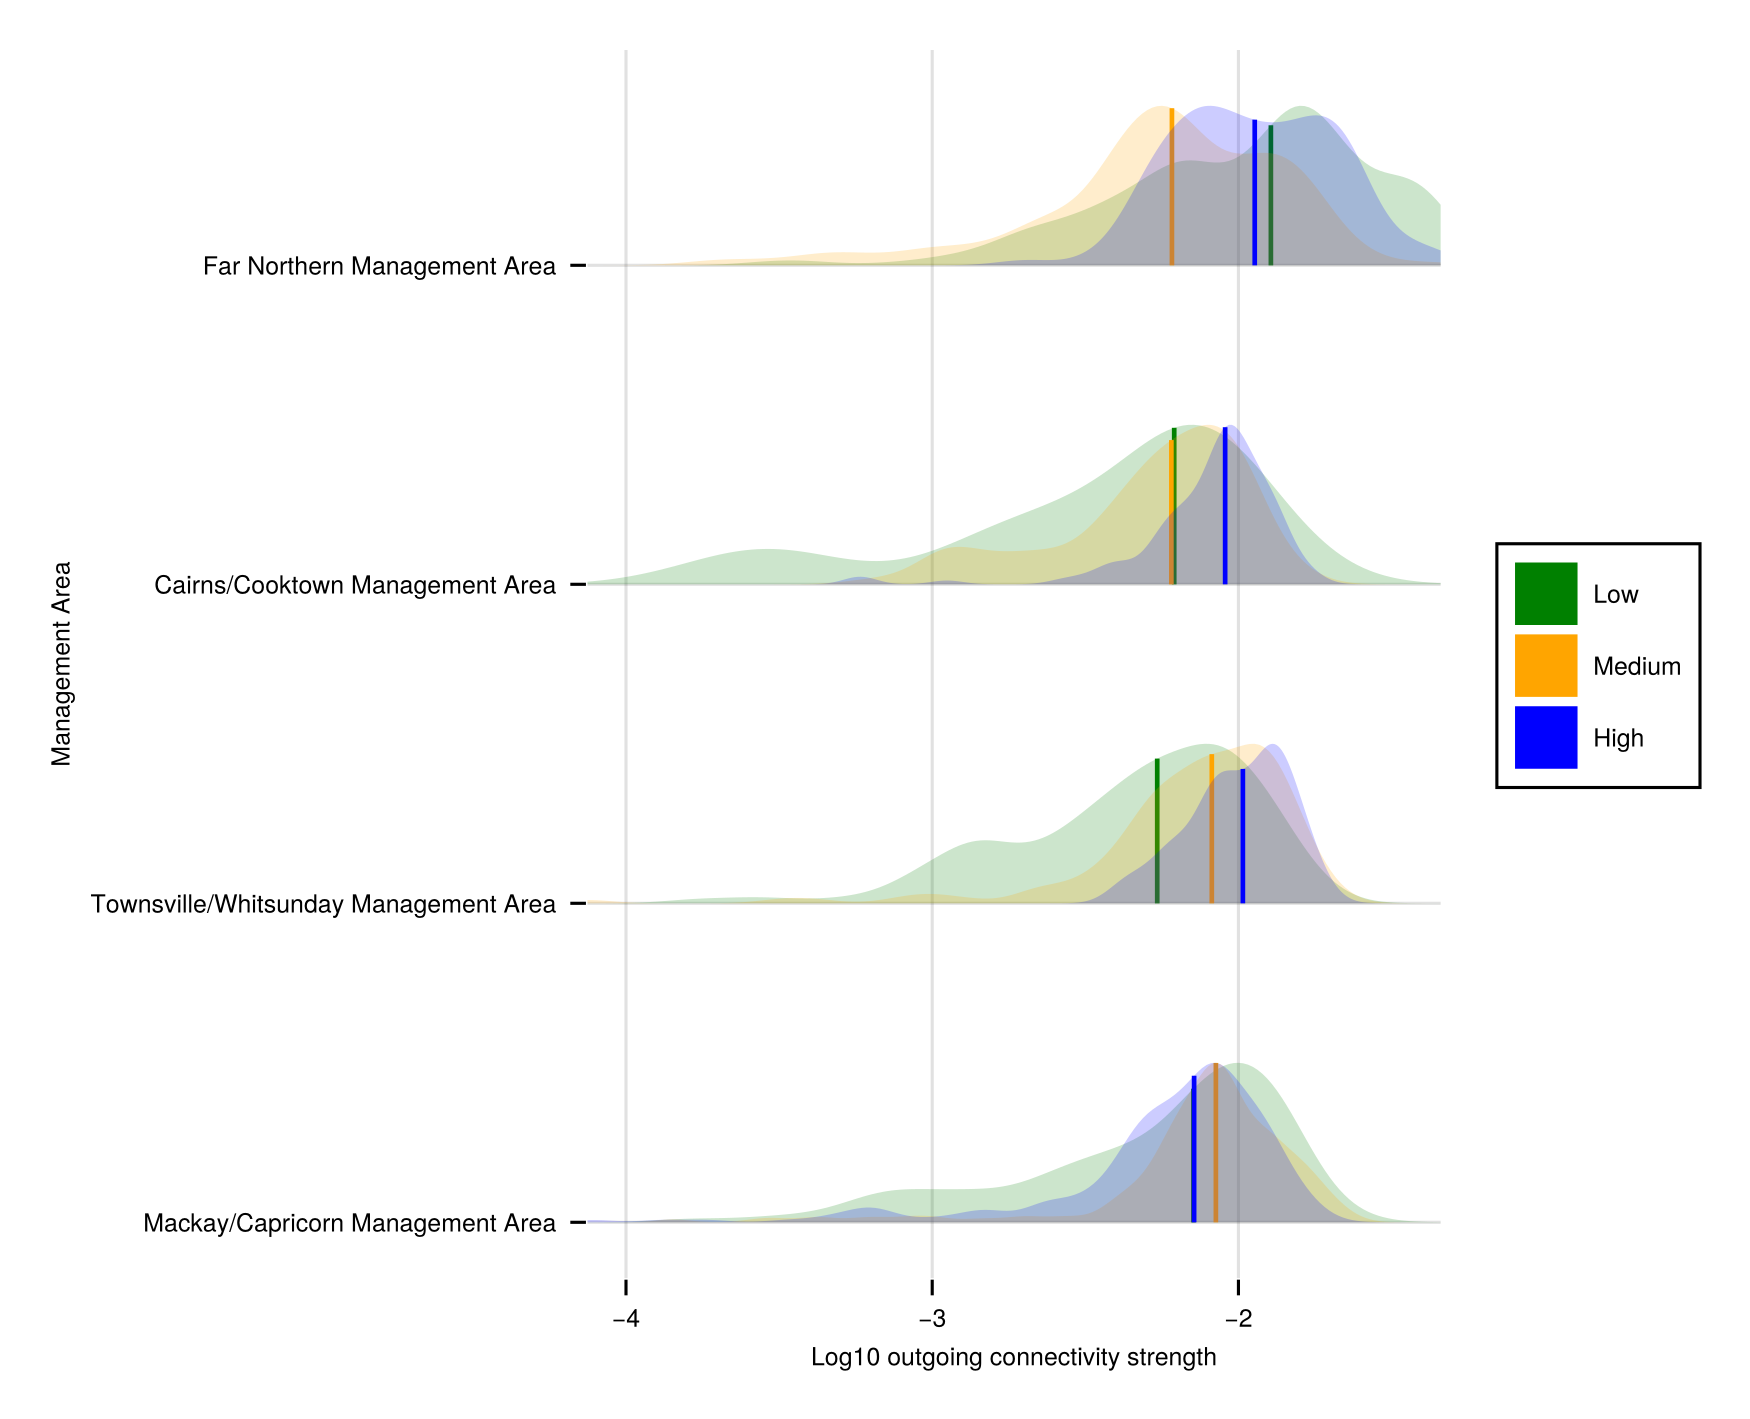 Far Northern Management Area
Cairns/Cooktown Management Area
Townsville/Whitsunday Management Area
Mackay/Capricorn Management Area
Management Area
−4
−3
−2
Log10 outgoing connectivity strength
Low
Medium
High